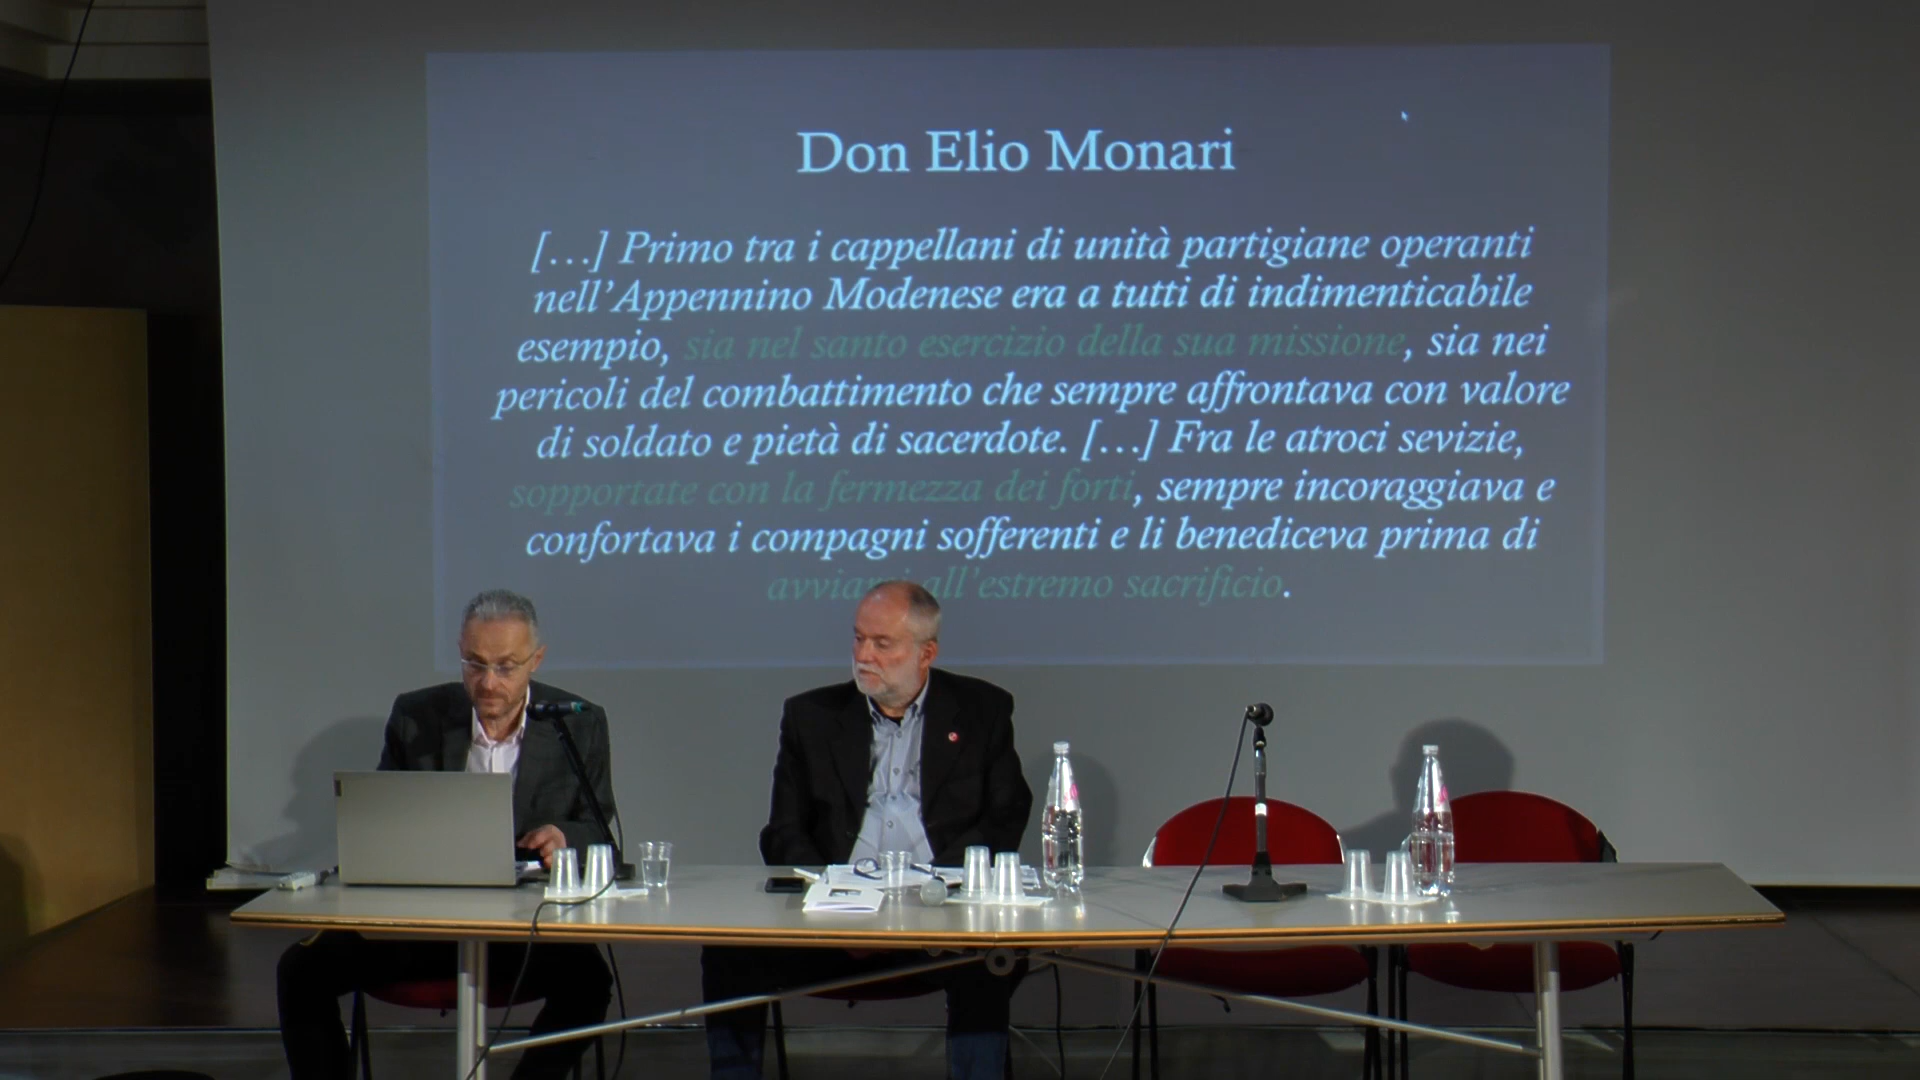 Don Elio Monari
[…] Primo tra i cappellani di unità partigiane operanti
nell'Appennino Modenese era a tutti di indimenticabile
esempio, sia nel santo esercizio della sua missione, sia nei
pericoli del combattimento che sempre affrontava con valore
di soldato e pietà di sacerdote. […] Fra le atroci sevizie,
sopportate con la fermezza dei forti, sempre incoraggiava e
confortava i compagni sofferenti e li benediceva prima di
all'estremo sacrificio.